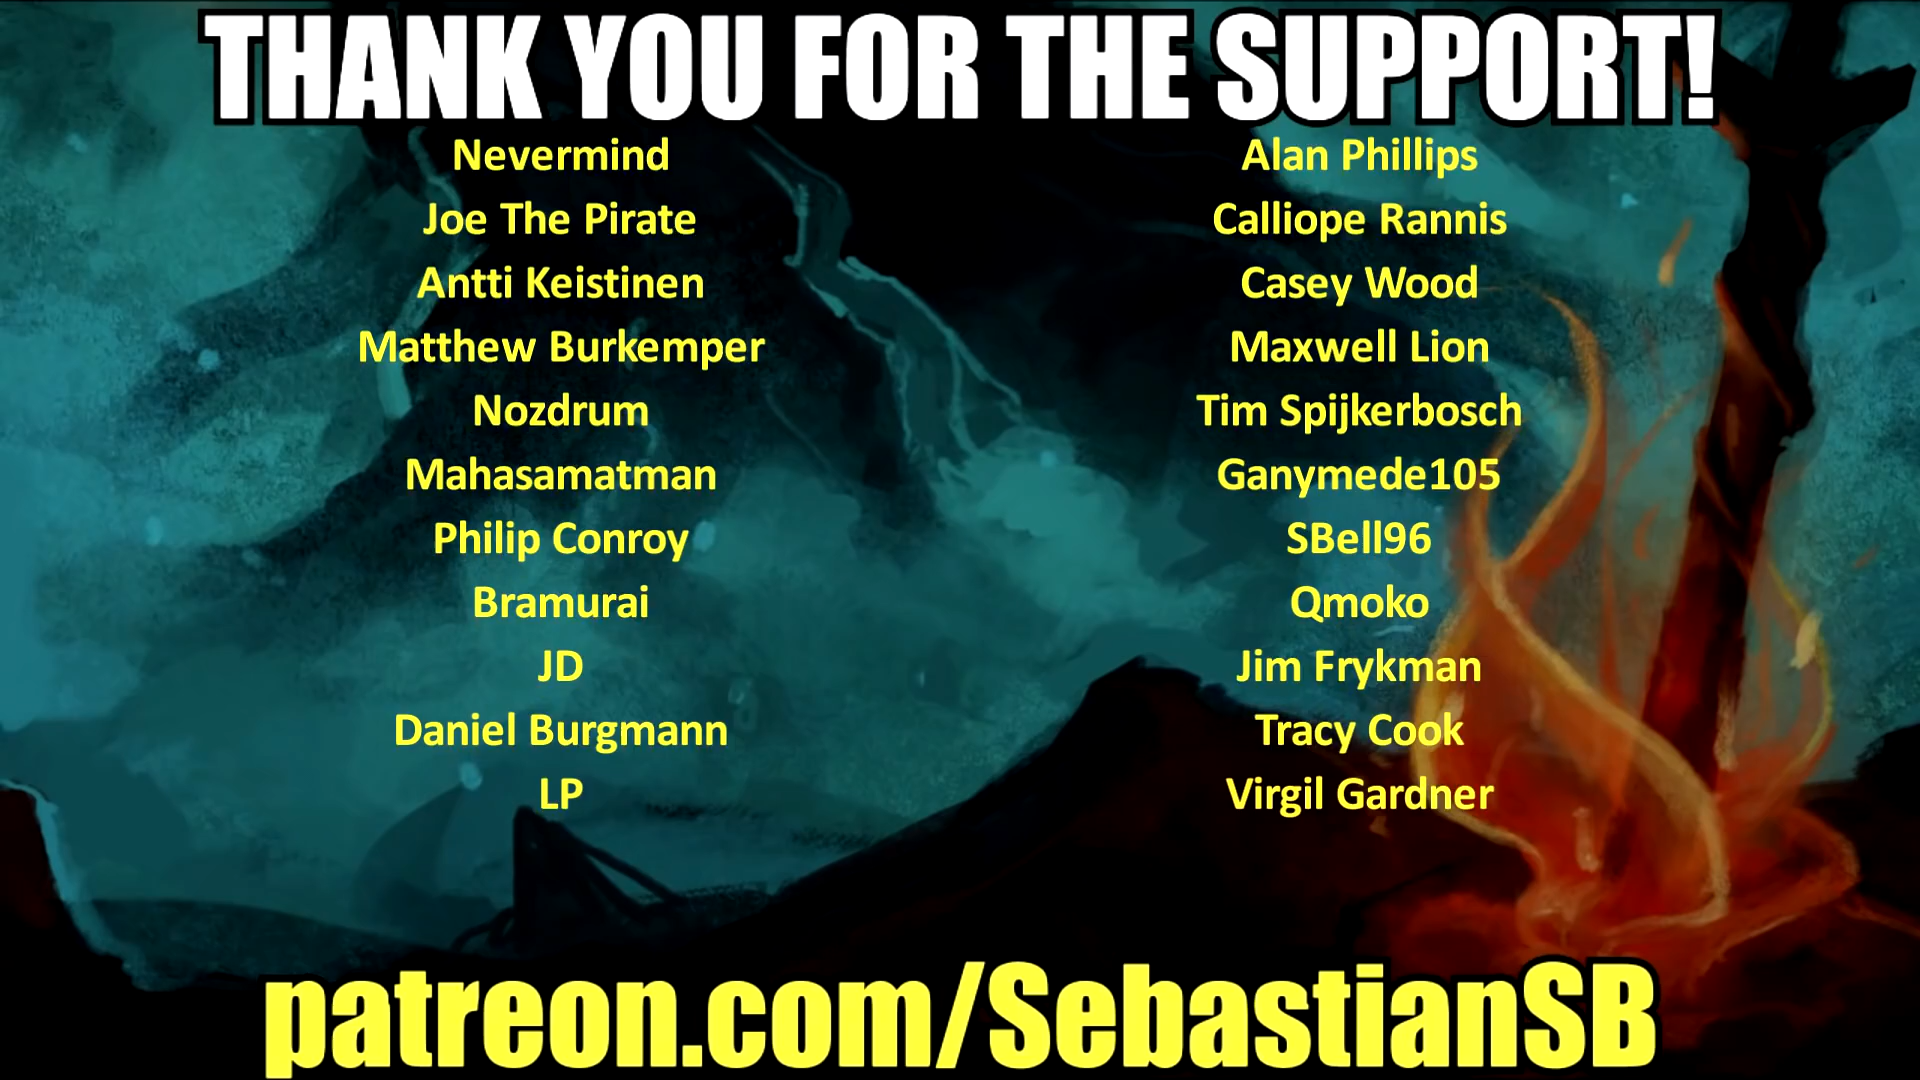 THANK YOU FOR THE SUPPORT!
Nevermind
Joe The Pirate
Antti Keistinen
Matthew Burkemper
Nozdrum
Mahasamatman
Philip Conroy
Bramurai
JD
Daniel Burgmann
LP
Alan Phillips
Calliope Rannis
Casey Wood
Maxwell Lion
Tim Spijkerbosch
Ganymede105
SBell96
Qmoko
Jim Frykman
Tracy Cook
Virgil Gardner
patreon.com/SebastianSB